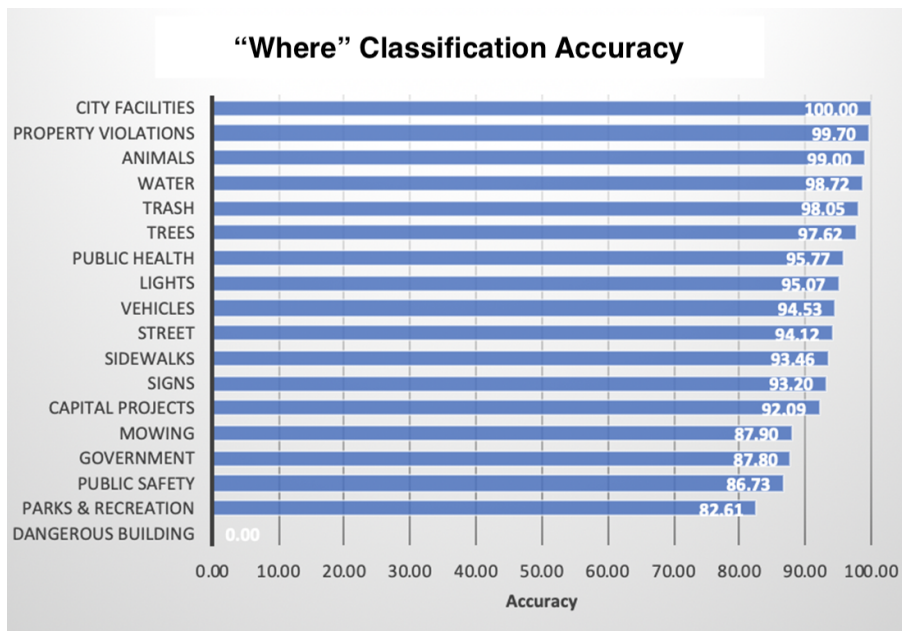 “Where” Classification Accuracy
CITY FACILITIES 100.00
PROPERTY VIOLATIONS 99.70
ANIMALS 99.00
WATER 98.72
TRASH 98.05
TREES 97.62
PUBLIC HEALTH 95.77
LIGHTS 95.07
VEHICLES 94.53
STREET 94.12
SIDEWALKS 93.46
SIGNS 93.20
CAPITAL PROJECTS 92.09
MOWING 87.90
GOVERNMENT 87.80
PUBLIC SAFETY 86.73
PARKS & RECREATION 82.61
DANGEROUS BUILDING 0.00
0.00 10.00 20.00 30.00 40.00 50.00 60.00 70.00 80.00 90.00 100.00
Accuracy